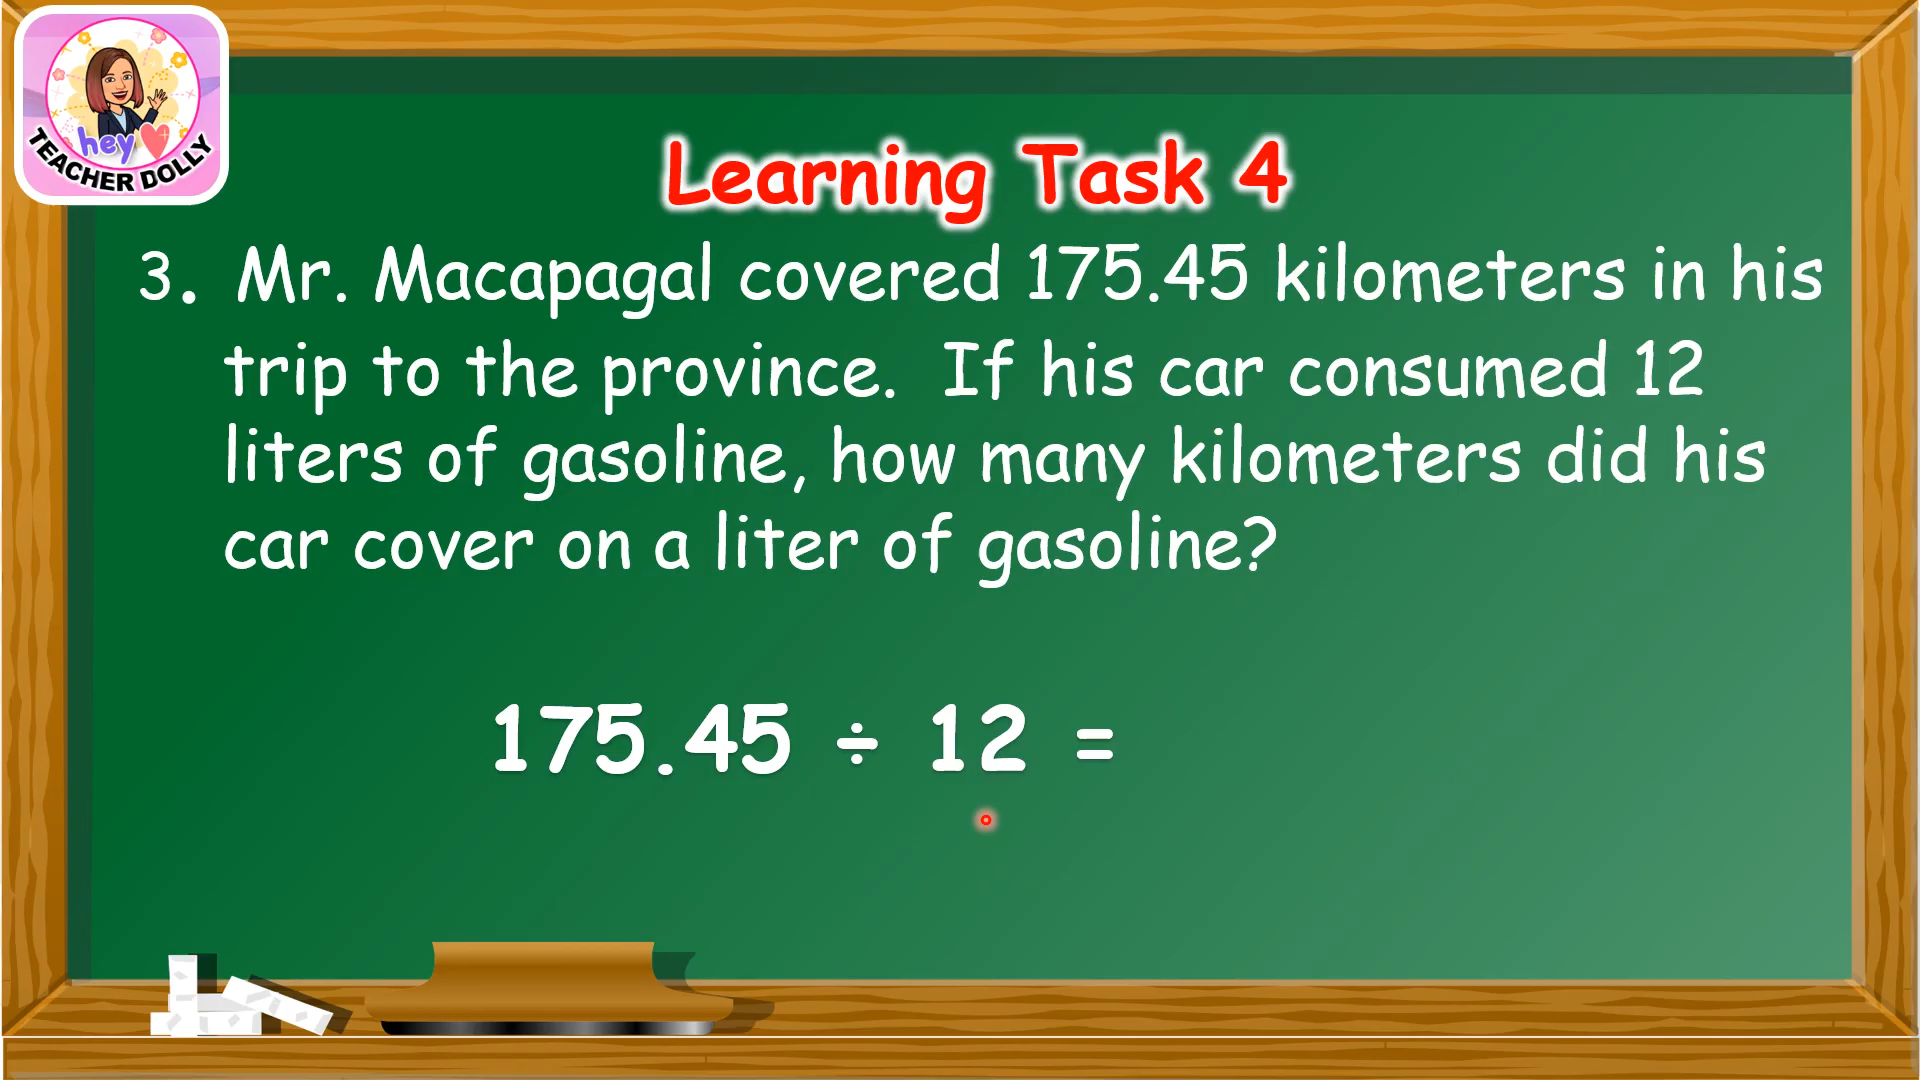 hey
TEACHER DOLLY
Learning Task 4
3. Mr. Macapagal covered 175.45 kilometers in his
trip to the province. If his car consumed 12
liters of gasoline, how many kilometers did his
car cover on a liter of gasoline?
175.45 ÷ 12 =